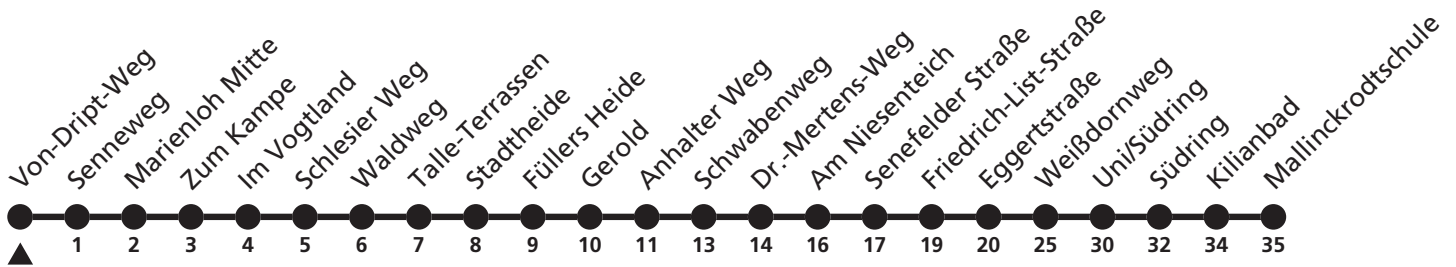 Von-Dript-Weg
Senneweg
Marienloh Mitte
Zum Kampe
Im Vogtland
Schlesier Weg
Waldweg
Talle-Terrassen
Stadtheide
Füllers Heide
Gerold
Anhalter Weg
Schwabenweg
Dr.-Mertens-Weg
Am Niesenteich
Senefelder Straße
Friedrich-List-Straße
Eggertstraße
Weißdornweg
Uni/Südring
Südring
Kilianbad
Mallinckrodtschule
1 2 3 4 5 6 7 8 9 10 11 13 14 16 17 19 20 25 30 32 34 35